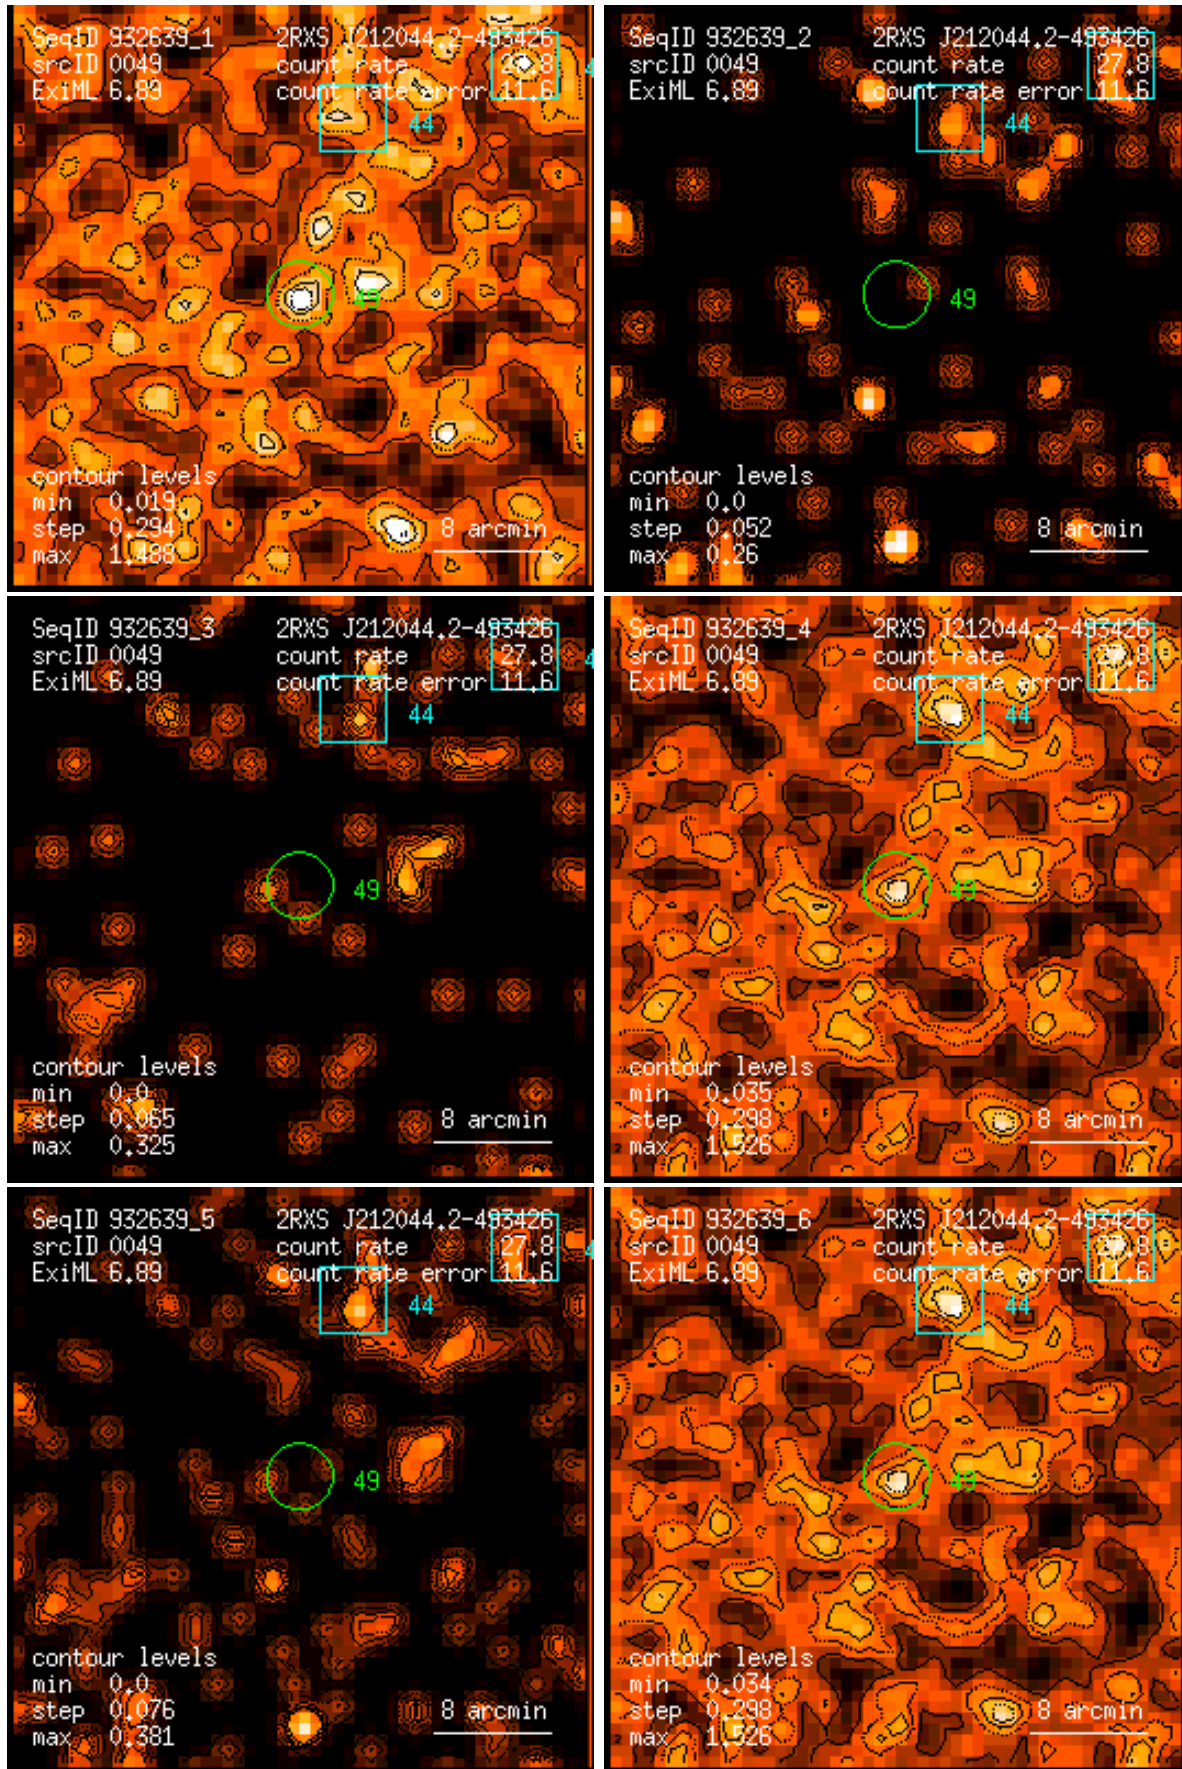 SeqID 932639_1 2RXS J212044.2-493426
srcID 0049 count rate 27.8
ExiML 6.89 count rate error 11.6
44
49
contour levels
min 0.019
step 0.294 8 arcmin
max 1.488
SeqID 932639_2 2RXS J212044.2-493426
srcID 0049 count rate 27.8
ExiML 6.89 count rate error 11.6
44
49
contour levels
min 0.0
step 0.052 8 arcmin
max 0.26
SeqID 932639_3 2RXS J212044.2-493426
srcID 0049 count rate 27.8
ExiML 6.89 count rate error 11.6
44
49
contour levels
min 0.0
step 0.065 8 arcmin
max 0.325
SeqID 932639_4 2RXS J212044.2-493426
srcID 0049 count rate 27.8
ExiML 6.89 count rate error 11.6
44
49
contour levels
min 0.035
step 0.298 8 arcmin
max 1.526
SeqID 932639_5 2RXS J212044.2-493426
srcID 0049 count rate 27.8
ExiML 6.89 count rate error 11.6
44
49
contour levels
min 0.0
step 0.076 8 arcmin
max 0.381
SeqID 932639_6 2RXS J212044.2-493426
srcID 0049 count rate 27.8
ExiML 6.89 count rate error 11.6
44
49
contour levels
min 0.034
step 0.298 8 arcmin
max 1.526